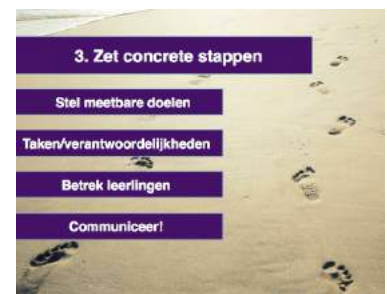 3. Zet concrete stappen
Stel meetbare doelen
Taken/verantwoordelijkheden
Betrek leerlingen
Communiceer!